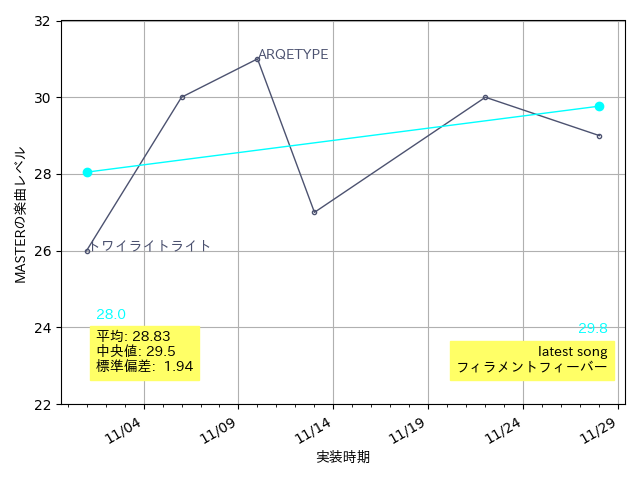 32
30
28
26
24
22
MASTERの楽曲レベル
ARQETYPE
トワイライトライト
28.0
平均: 28.83
中央値: 29.5
標準偏差: 1.94
29.8
latest song
フィラメントフィーバー
11/04
11/09
11/14
11/19
11/24
11/29
実装時期